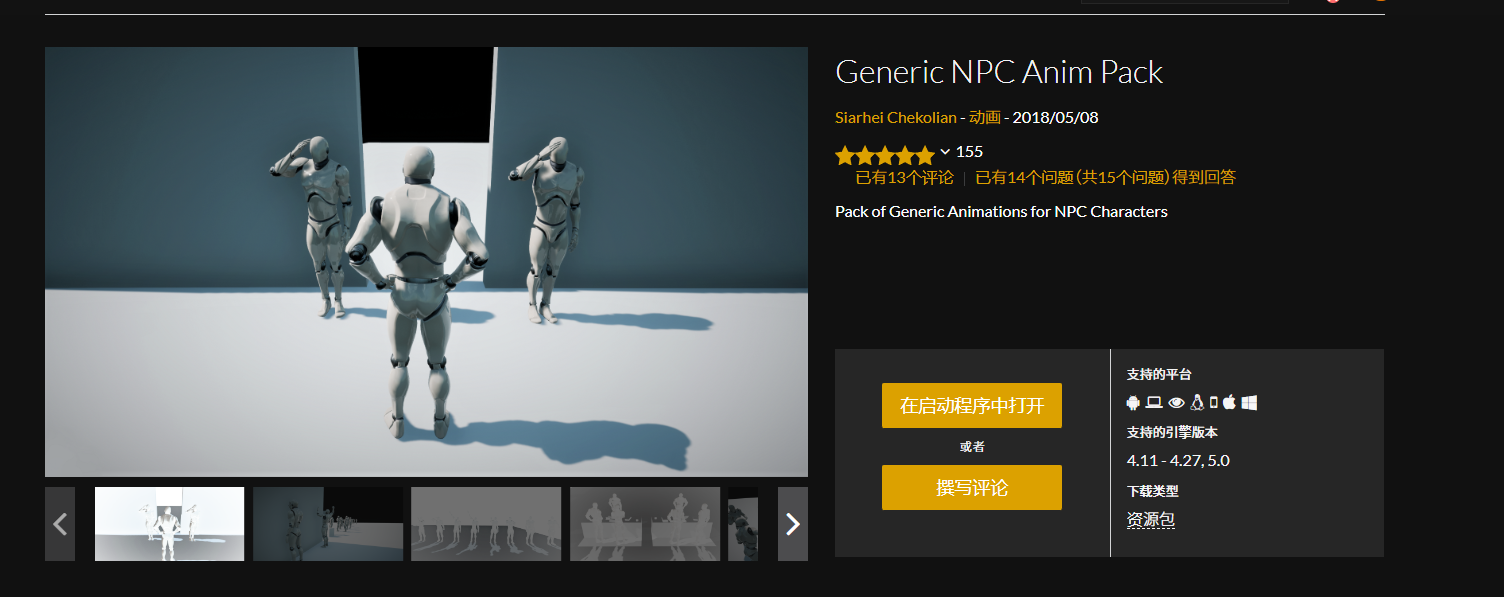 Generic NPC Anim Pack
Siarhei Chekolian - 动画 - 2018/05/08
155
已有13个评论 | 已有14个问题 (共15个问题) 得到回答
Pack of Generic Animations for NPC Characters
在启动程序中打开
或者
撰写评论
支持的平台
支持的引擎版本
4.11 - 4.27, 5.0
下载类型
资源包